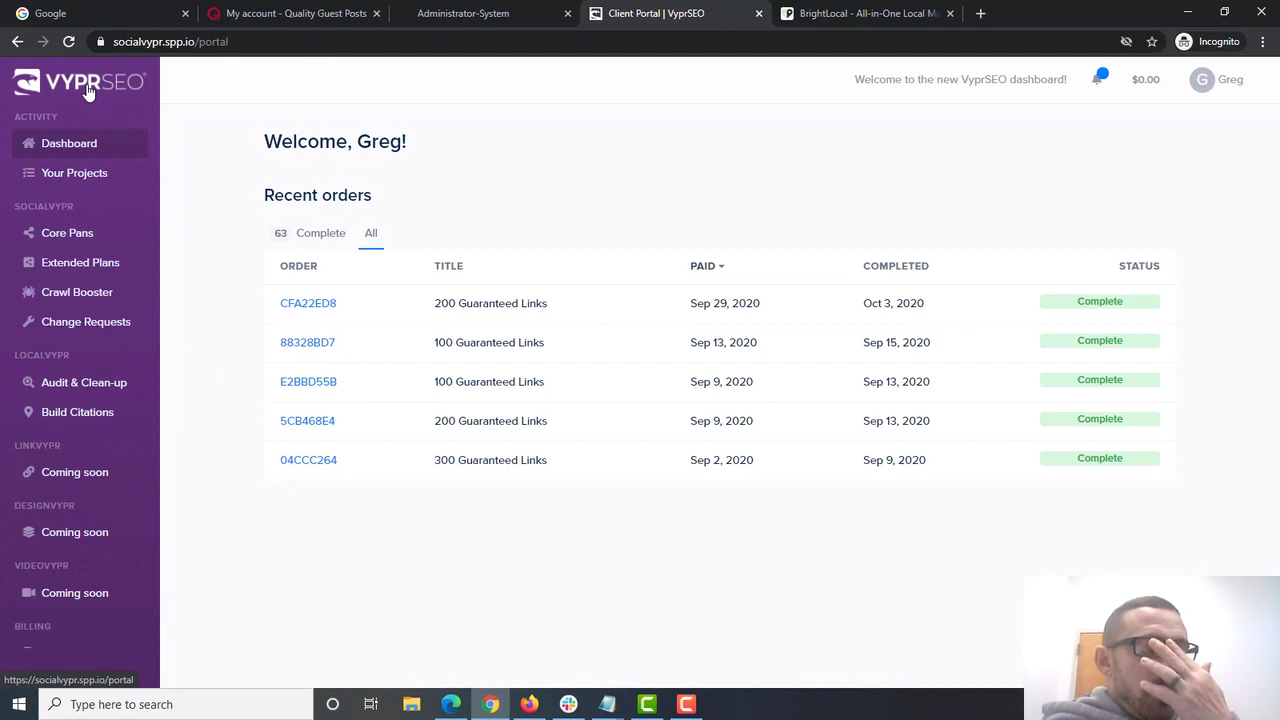 Google
My account - Quality Guest Posts
Administrator-System
Client Portal | VyprSEO
BrightLocal - All-in-One Local Ma
socialvypr.spp.io/portal
Incognito
VYPRSEO
Welcome to the new VyprSEO dashboard!
$0.00
G
Greg
ACTIVITY
Dashboard
Your Projects
SOCIALVYPR
Core Pans
Extended Plans
Crawl Booster
Change Requests
LOCALVYPR
Audit & Clean-up
Build Citations
LINKVYPR
Coming soon
DESIGNVYPR
Coming soon
VIDEOVYPR
Coming soon
BILLING
Welcome, Greg!
Recent orders
63 Complete All
ORDER TITLE PAID COMPLETED STATUS
CFA22ED8 200 Guaranteed Links Sep 29, 2020 Oct 3, 2020 Complete
88328BD7 100 Guaranteed Links Sep 13, 2020 Sep 15, 2020 Complete
E2BBD55B 100 Guaranteed Links Sep 9, 2020 Sep 13, 2020 Complete
5CB468E4 200 Guaranteed Links Sep 9, 2020 Sep 13, 2020 Complete
04CCC264 300 Guaranteed Links Sep 2, 2020 Sep 9, 2020 Complete
https://socialvypr.spp.io/portal
Type here to search